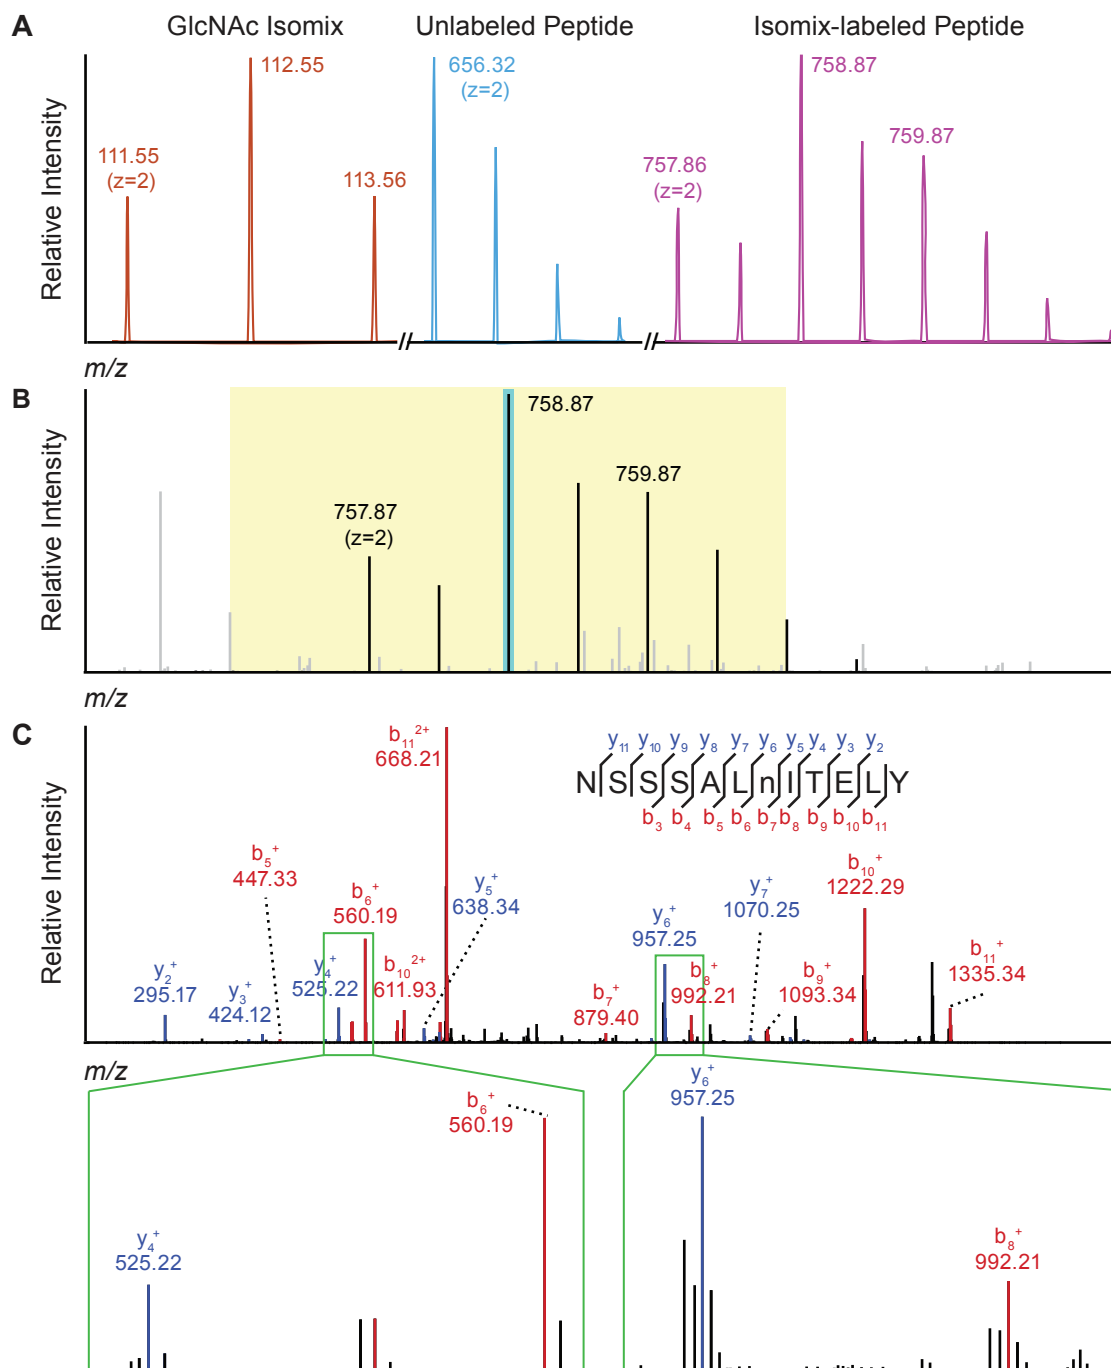 A
GlcNAc Isomix
Unlabeled Peptide
Isomix-labeled Peptide
Relative Intensity
111.55
(z=2)
112.55
113.56
656.32
(z=2)
757.86
(z=2)
758.87
759.87
m/z
B
Relative Intensity
757.87
(z=2)
758.87
759.87
m/z
C
Relative Intensity
y₁₁ y₁₀ y₉ y₈ y₇ y₆ y₅ y₄ y₃ y₂
NSSSALnITELY
b₃ b₄ b₅ b₆ b₇ b₈ b₉ b₁₀ b₁₁
y₂⁺
295.17
y₃⁺
424.12
b₅⁺
447.33
y₄⁺
525.22
b₆⁺
560.19
b₁₀²⁺
611.93
b₁₁²⁺
668.21
y₅⁺
638.34
b₇⁺
879.40
y₆⁺
957.25
b₈⁺
992.21
y₇⁺
1070.25
b₉⁺
1093.34
b₁₀⁺
1222.29
b₁₁⁺
1335.34
m/z
y₄⁺
525.22
b₆⁺
560.19
y₆⁺
957.25
b₈⁺
992.21